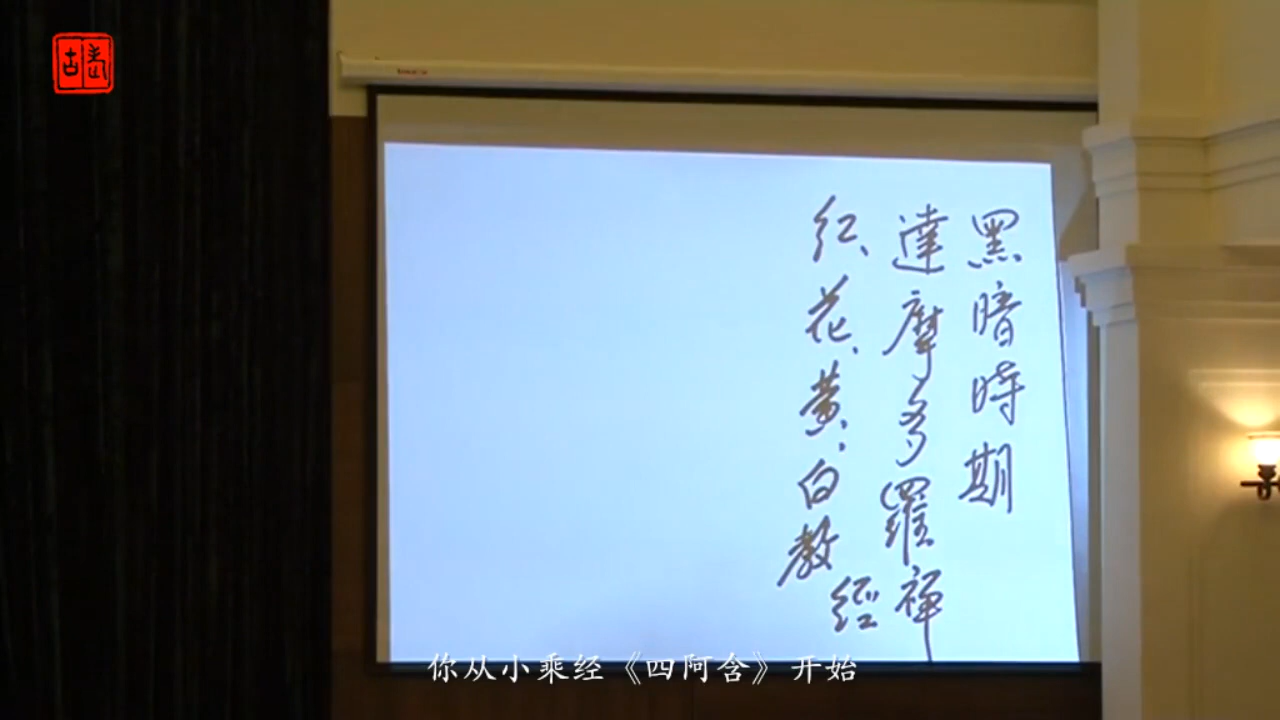 黑暗時期
達摩多羅禅
経
红、花、黄、白教
你从小乘经《四阿含》开始